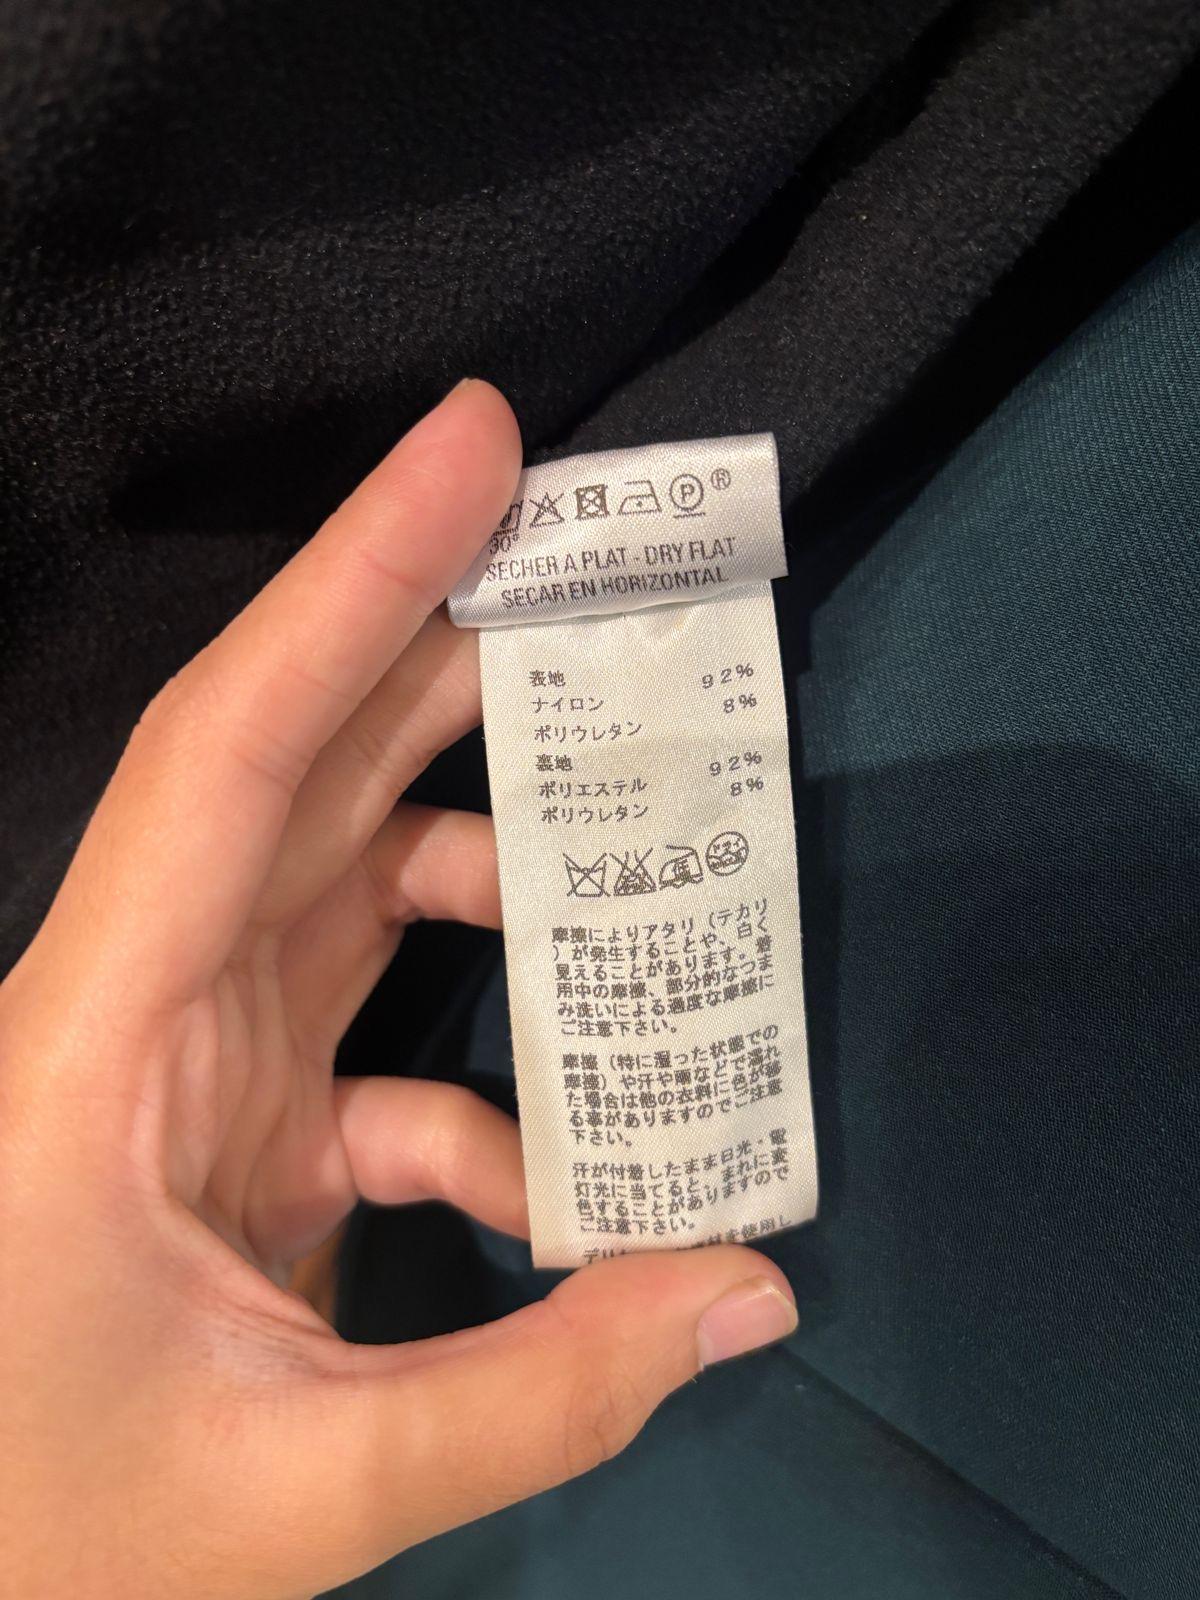 P ®
30°
SECHER A PLAT - DRY FLAT
SECAR EN HORIZONTAL
表地
ナイロン 92%
ポリウレタン 8%
裏地
ポリエステル 92%
ポリウレタン 8%
低 ドライ
摩擦によりアタリ（テカリ
）が発生することや、白く
見えることがあります。着
用中の摩擦、部分的なつま
み洗いによる過度な摩擦に
ご注意下さい。
摩擦（特に湿った状態での
摩擦）や汗や雨などで濡れ
た場合は他の衣料に色が移
る事がありますのでご注意
下さい。
汗が付着したまま日光・電
灯光に当てると、まれに変
色することがありますので
ご注意下さい。
を使用し